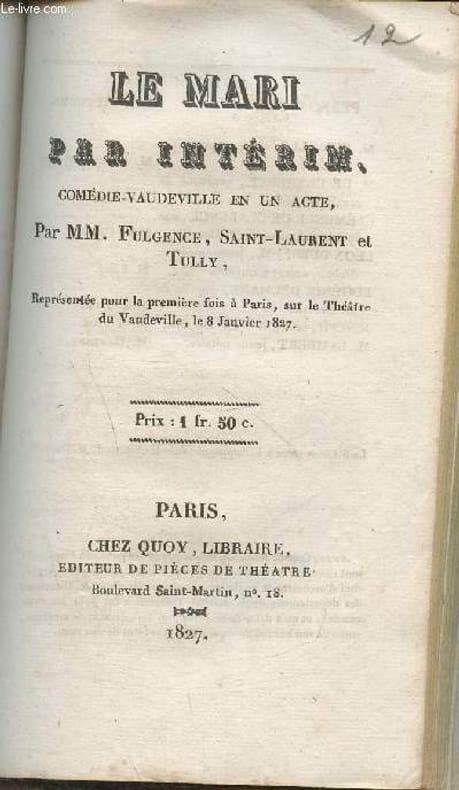 Le-livre.com
12
LE MARI
PAR INTÉRIM,
COMÉDIE-VAUDEVILLE EN UN ACTE,
Par MM. FULGENCE, SAINT-LAURENT et
TULLY,
Représentée pour la première fois à Paris, sur le Théâtre
du Vaudeville, le 8 Janvier 1827.
Prix : 1 fr. 50 c.
PARIS,
CHEZ QUOY, LIBRAIRE,
EDITEUR DE PIÈCES DE THÉATRE
Boulevard Saint-Martin, nº. 18.
1827.